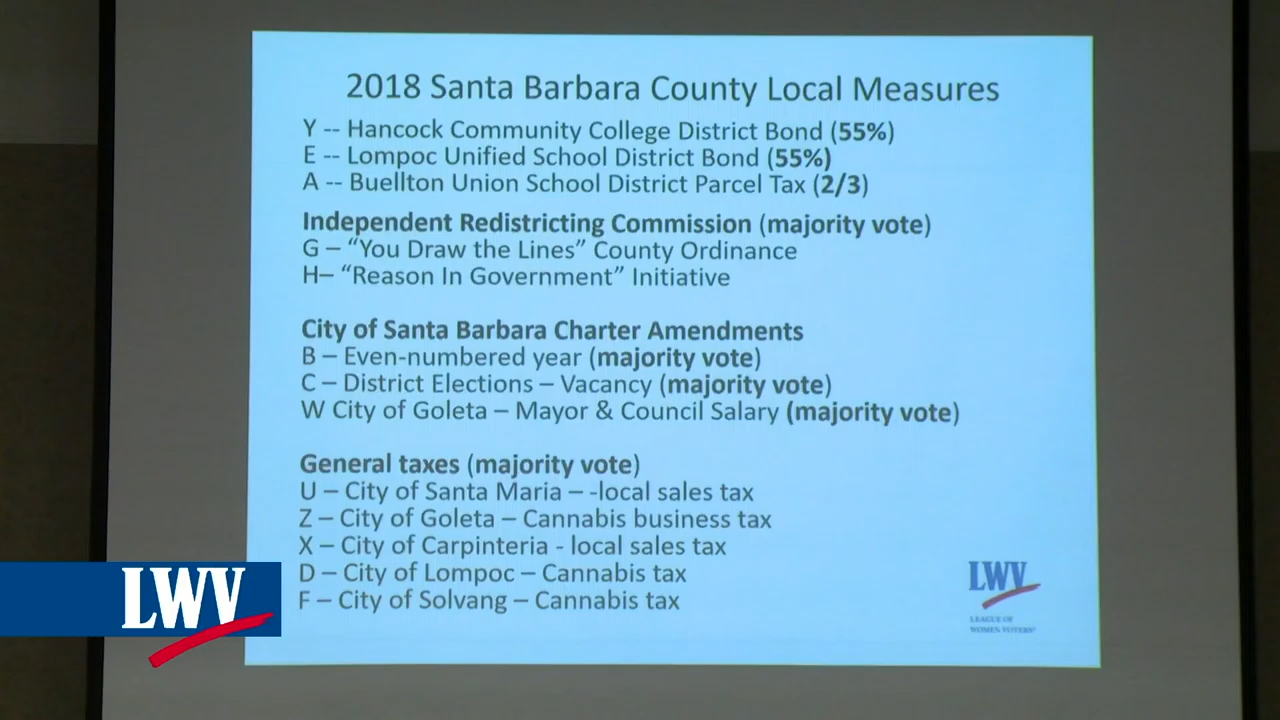 2018 Santa Barbara County Local Measures
Y -- Hancock Community College District Bond (55%)
E -- Lompoc Unified School District Bond (55%)
A -- Buellton Union School District Parcel Tax (2/3)
Independent Redistricting Commission (majority vote)
G – “You Draw the Lines” County Ordinance
H– “Reason In Government” Initiative
City of Santa Barbara Charter Amendments
B – Even-numbered year (majority vote)
C – District Elections – Vacancy (majority vote)
W City of Goleta – Mayor & Council Salary (majority vote)
General taxes (majority vote)
U – City of Santa Maria – -local sales tax
Z – City of Goleta – Cannabis business tax
X – City of Carpinteria - local sales tax
D – City of Lompoc – Cannabis tax
F – City of Solvang – Cannabis tax
LWV
LEAGUE OF
WOMEN VOTERS®
LWV